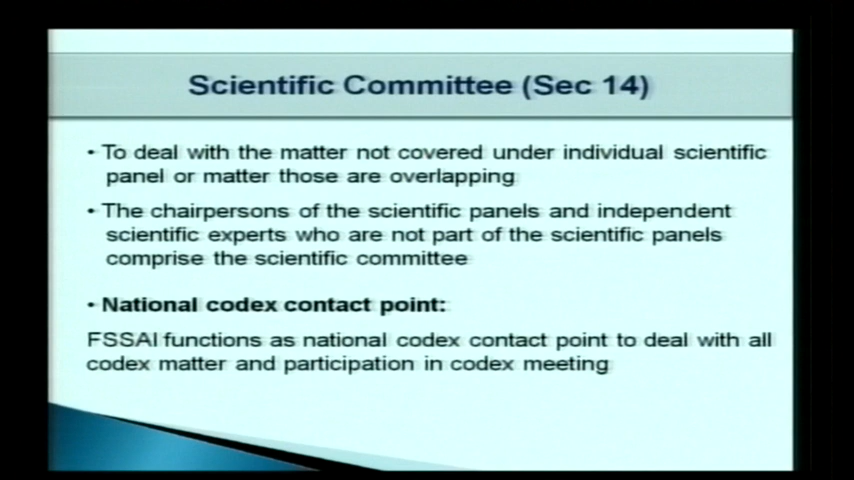 Scientific Committee (Sec 14)
• To deal with the matter not covered under individual scientific
panel or matter those are overlapping
• The chairpersons of the scientific panels and independent
scientific experts who are not part of the scientific panels
comprise the scientific committee
• National codex contact point:
FSSAI functions as national codex contact point to deal with all
codex matter and participation in codex meeting